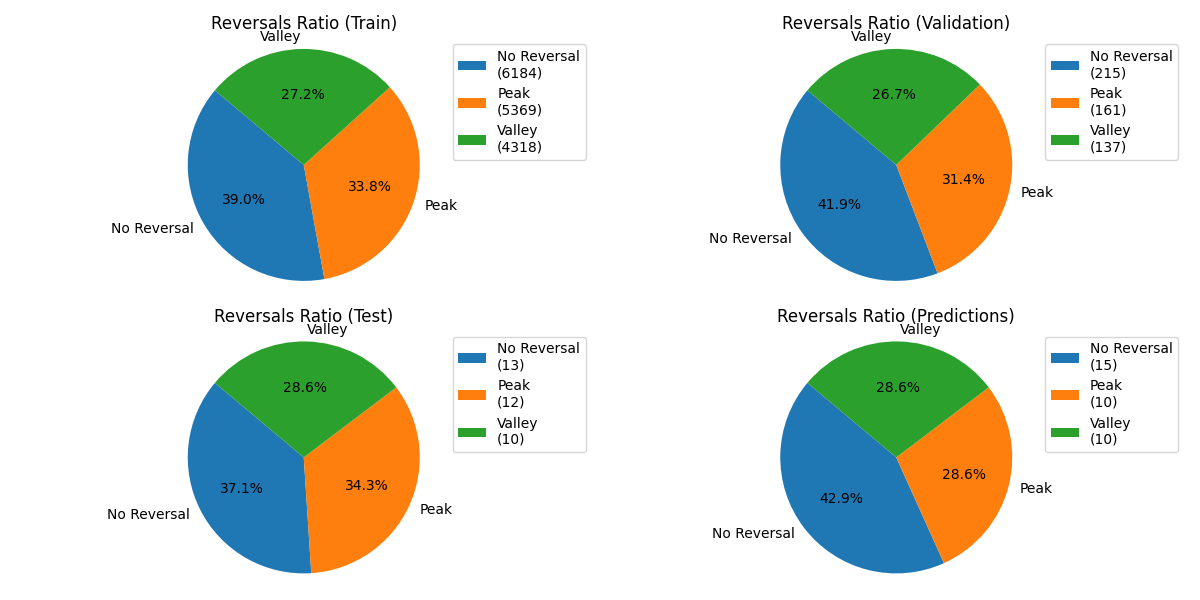 Reversals Ratio (Train)
Valley
27.2%
39.0%
33.8%
No Reversal
Peak
No Reversal
(6184)
Peak
(5369)
Valley
(4318)
Reversals Ratio (Validation)
Valley
26.7%
41.9%
31.4%
No Reversal
Peak
No Reversal
(215)
Peak
(161)
Valley
(137)
Reversals Ratio (Test)
Valley
28.6%
37.1%
34.3%
No Reversal
Peak
No Reversal
(13)
Peak
(12)
Valley
(10)
Reversals Ratio (Predictions)
Valley
28.6%
42.9%
28.6%
No Reversal
Peak
No Reversal
(15)
Peak
(10)
Valley
(10)